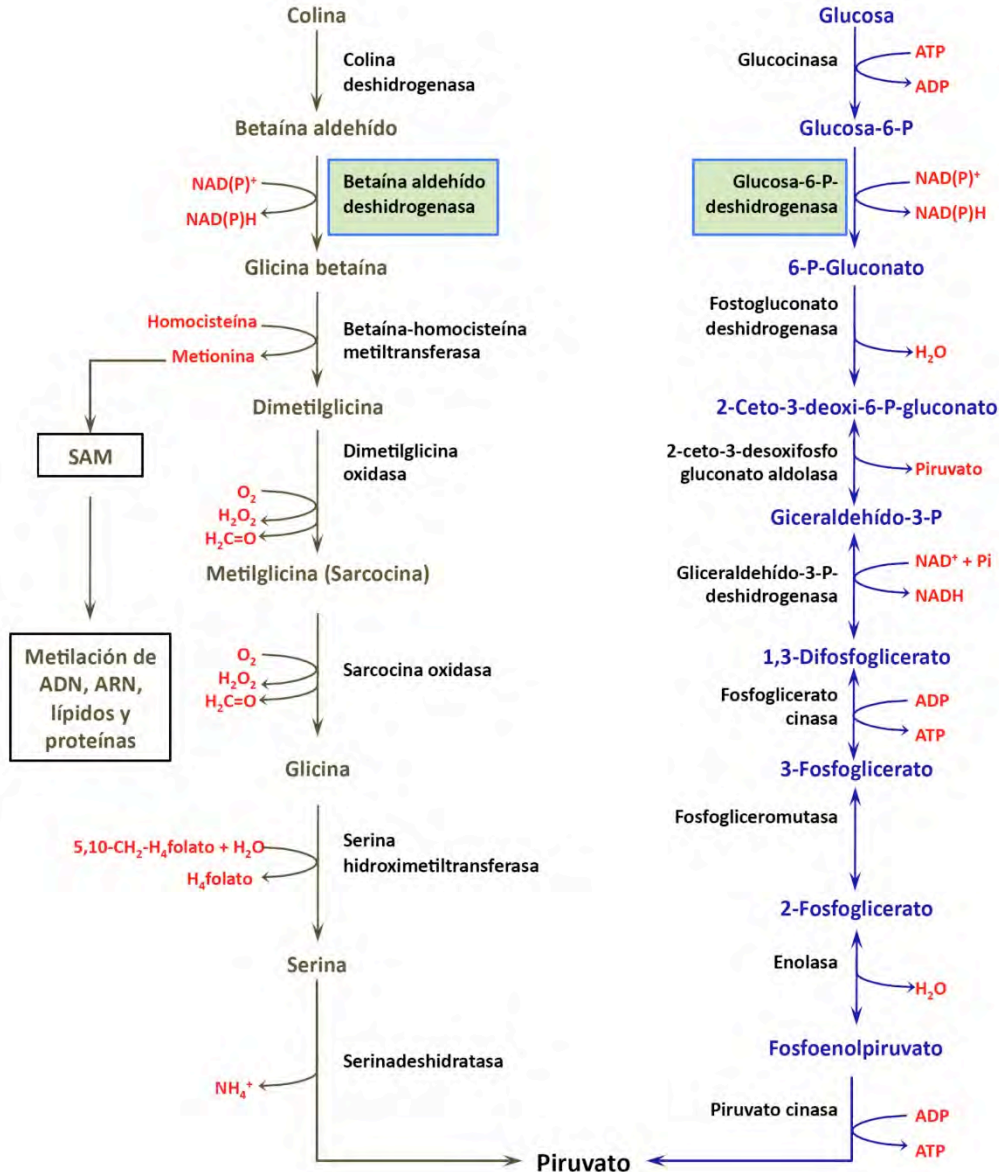 Colina
Colina
deshidrogenasa
Betaína aldehído
NAD(P)⁺
NAD(P)H
Betaína aldehído
deshidrogenasa
Glicina betaína
Homocisteína
Metionina
Betaína-homocisteína
metiltransferasa
SAM
Metilación de
ADN, ARN,
lípidos y
proteínas
Dimetilglicina
Dimetilglicina
oxidasa
O₂
H₂O₂
H₂C=O
Metilglicina (Sarcocina)
O₂
H₂O₂
H₂C=O
Sarcocina oxidasa
Glicina
5,10-CH₂-H₄folato + H₂O
H₄folato
Serina
hidroximetiltransferasa
Serina
Serinadeshidratasa
NH₄⁺
Glucosa
Glucocinasa
ATP
ADP
Glucosa-6-P
Glucosa-6-P-
deshidrogenasa
NAD(P)⁺
NAD(P)H
6-P-Gluconato
Fostogluconato
deshidrogenasa
H₂O
2-Ceto-3-deoxi-6-P-gluconato
2-ceto-3-desoxifosfo
gluconato aldolasa
Piruvato
Giceraldehído-3-P
Gliceraldehído-3-P-
deshidrogenasa
NAD⁺ + Pi
NADH
1,3-Difosfoglicerato
Fosfoglicerato
cinasa
ADP
ATP
3-Fosfoglicerato
Fosfogliceromutasa
2-Fosfoglicerato
Enolasa
H₂O
Fosfoenolpiruvato
Piruvato cinasa
ADP
ATP
Piruvato